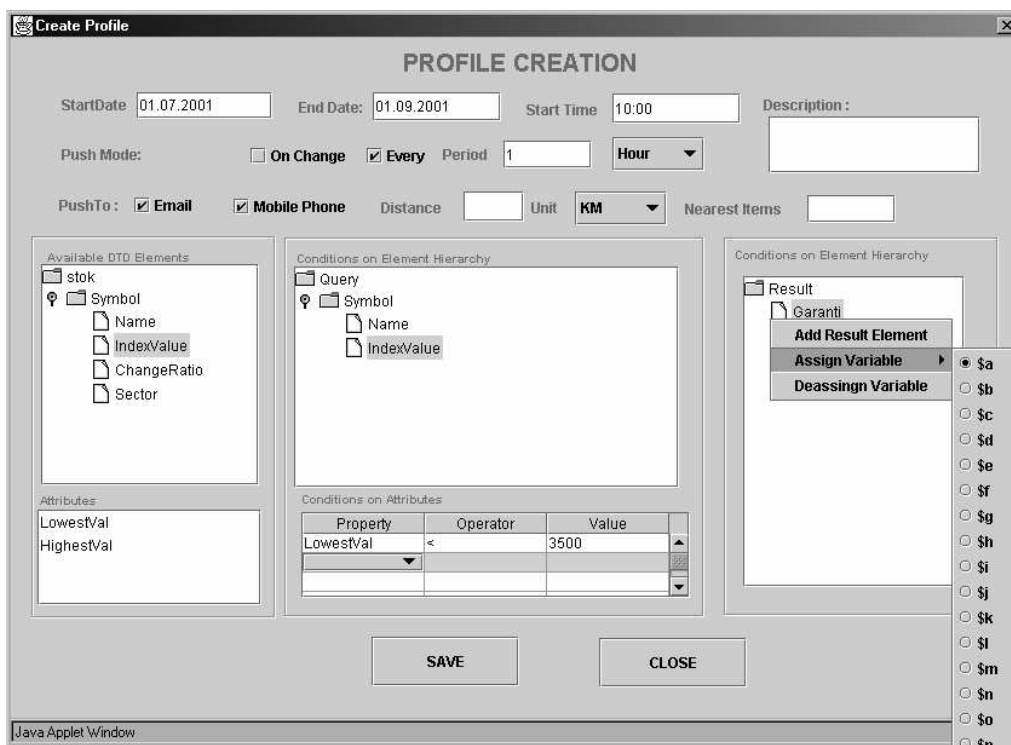 Create Profile
PROFILE CREATION
StartDate 01.07.2001 End Date: 01.09.2001 Start Time 10:00 Description :
Push Mode: On Change Every Period 1 Hour
PushTo : Email Mobile Phone Distance Unit KM Nearest Items
Available DTD Elements
stok
Symbol
Name
IndexValue
ChangeRatio
Sector
Attributes
LowestVal
HighestVal
Conditions on Element Hierarchy
Query
Symbol
Name
IndexValue
Conditions on Attributes
Property Operator Value
LowestVal < 3500
Conditions on Element Hierarchy
Result
Garanti
Add Result Element
Assign Variable
Deassingn Variable
$a
$b
$c
$d
$e
$f
$g
$h
$i
$j
$k
$l
$m
$n
$o
SAVE CLOSE
Java Applet Window